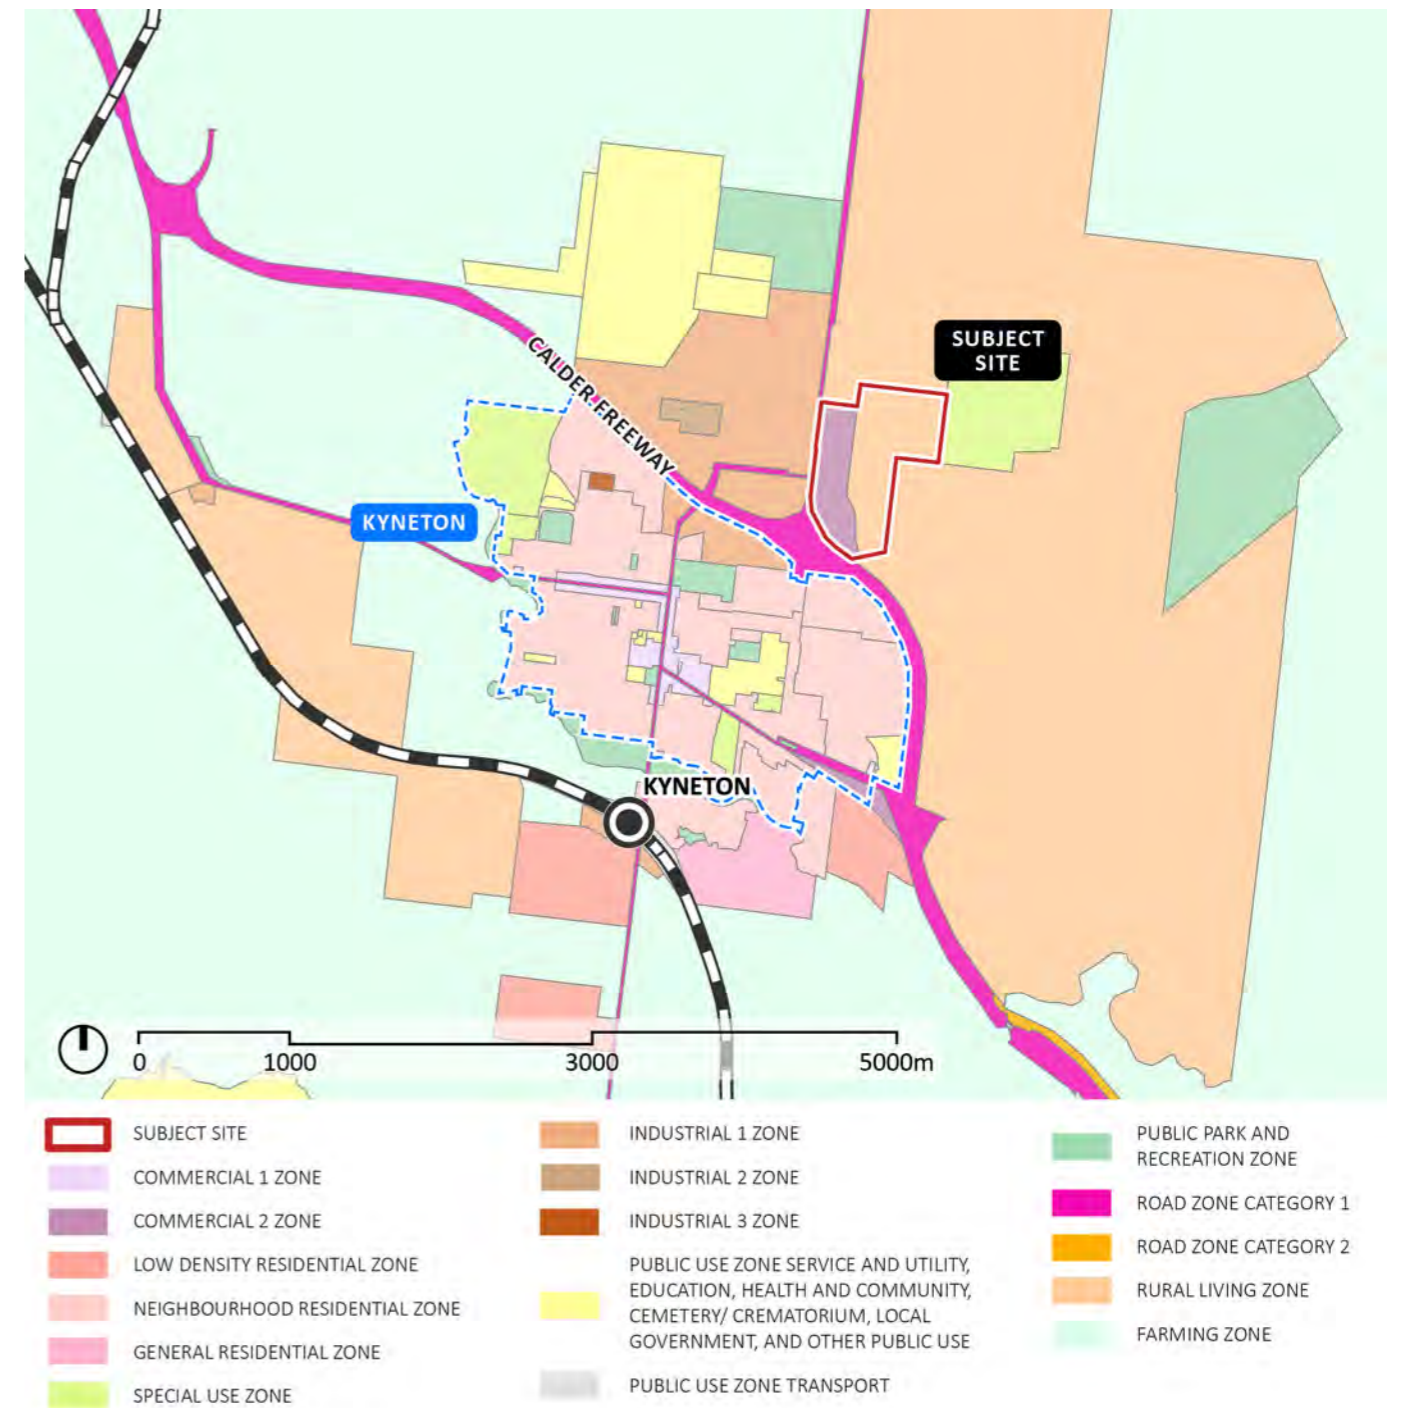 SUBJECT
SITE
CALDER FREEWAY
KYNETON
KYNETON
0 1000 3000 5000m
SUBJECT SITE
COMMERCIAL 1 ZONE
COMMERCIAL 2 ZONE
LOW DENSITY RESIDENTIAL ZONE
NEIGHBOURHOOD RESIDENTIAL ZONE
GENERAL RESIDENTIAL ZONE
SPECIAL USE ZONE
INDUSTRIAL 1 ZONE
INDUSTRIAL 2 ZONE
INDUSTRIAL 3 ZONE
PUBLIC USE ZONE SERVICE AND UTILITY,
EDUCATION, HEALTH AND COMMUNITY,
CEMETERY/ CREMATORIUM, LOCAL
GOVERNMENT, AND OTHER PUBLIC USE
PUBLIC USE ZONE TRANSPORT
PUBLIC PARK AND
RECREATION ZONE
ROAD ZONE CATEGORY 1
ROAD ZONE CATEGORY 2
RURAL LIVING ZONE
FARMING ZONE